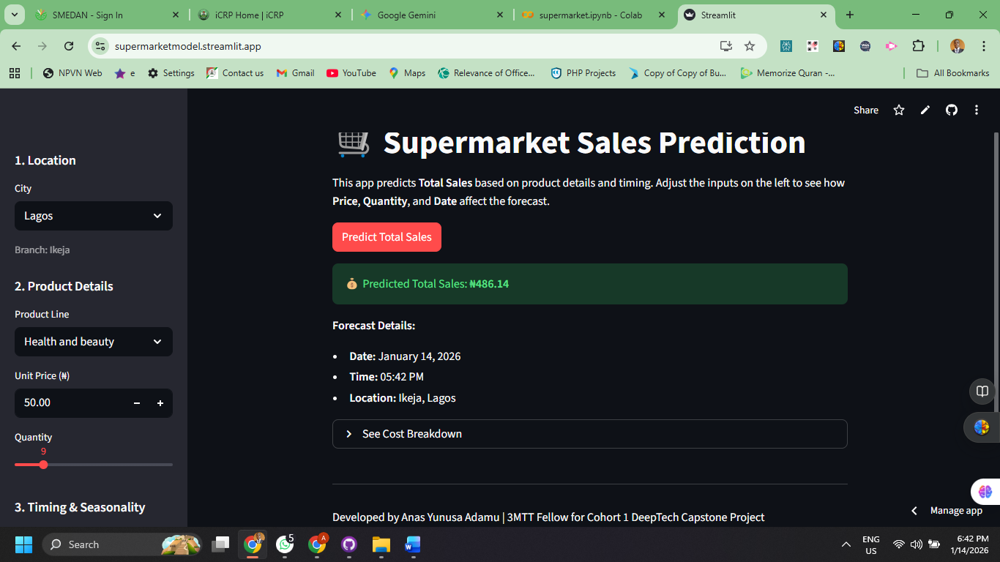 SMEDAN - Sign In
iCRP Home | iCRP
Google Gemini
supermarket.ipynb - Colab
Streamlit
supermarketmodel.streamlit.app
NPVN Web
e
Settings
Contact us
Gmail
YouTube
Maps
Relevance of Office...
PHP Projects
Copy of Copy of Bu...
Memorize Quran -...
All Bookmarks
1. Location
City
Lagos
Branch: Ikeja
2. Product Details
Product Line
Health and beauty
Unit Price (₦)
50.00
Quantity
9
3. Timing & Seasonality
Share
Supermarket Sales Prediction
This app predicts Total Sales based on product details and timing. Adjust the inputs on the left to see how
Price, Quantity, and Date affect the forecast.
Predict Total Sales
Predicted Total Sales: ₦486.14
Forecast Details:
• Date: January 14, 2026
• Time: 05:42 PM
• Location: Ikeja, Lagos
See Cost Breakdown
Developed by Anas Yunusa Adamu | 3MTT Fellow for Cohort 1 DeepTech Capstone Project
Manage app
Search
5
A
ENG
US
6:42 PM
1/14/2026